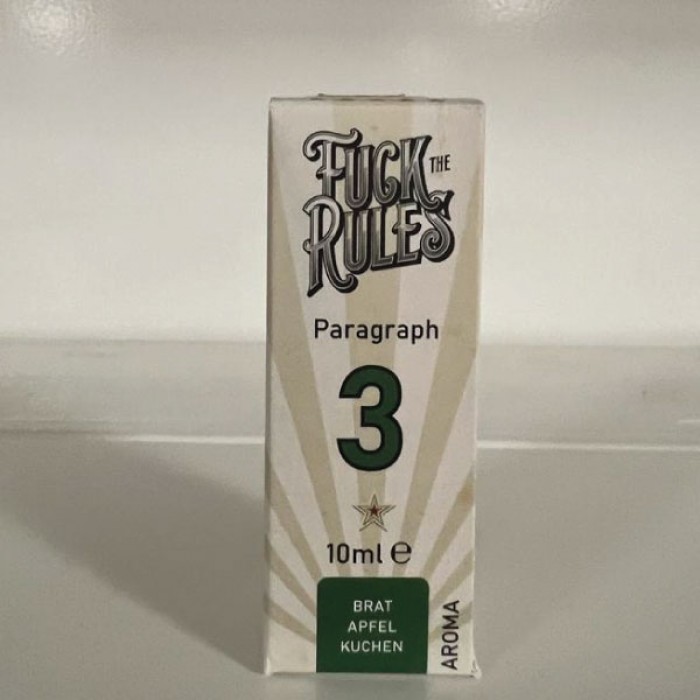 FUCK THE
RULES
Paragraph
3
10ml ℮
BRAT
APFEL
KUCHEN
AROMA